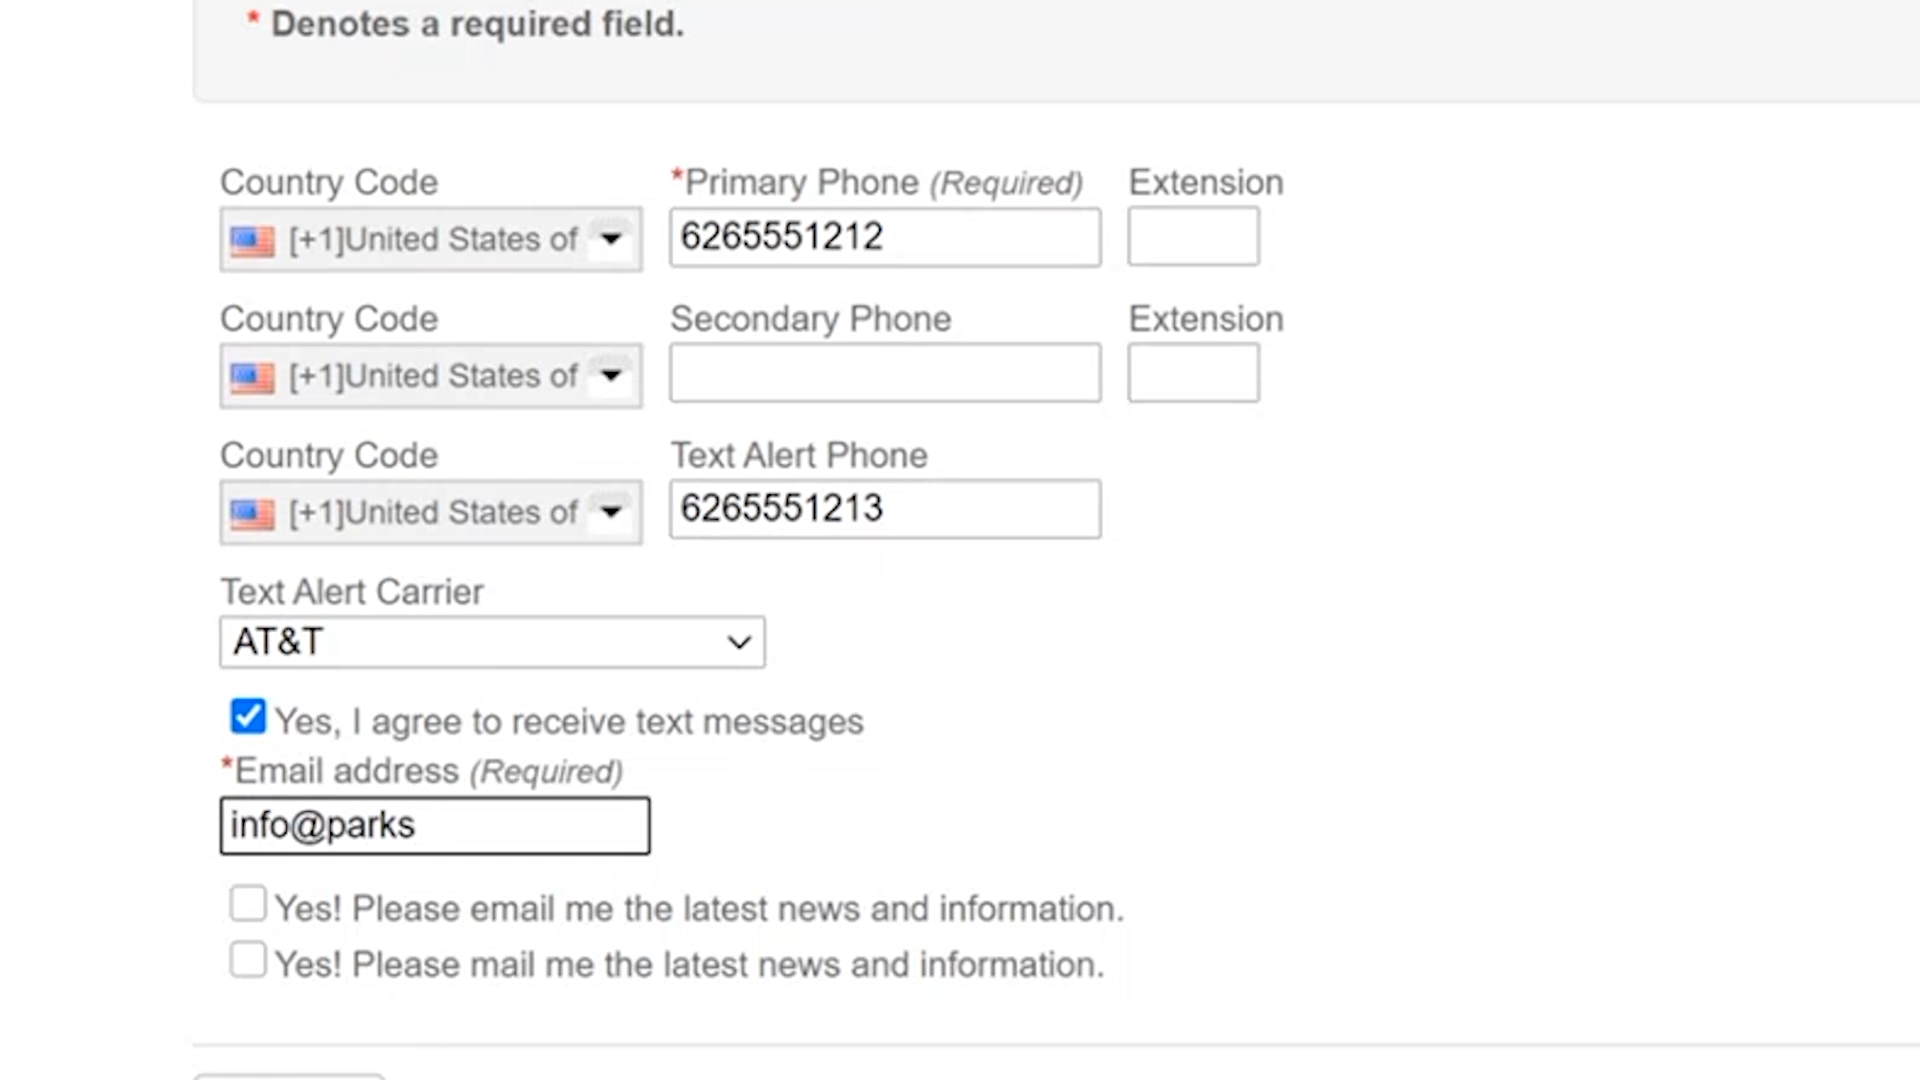 * Denotes a required field.
Country Code *Primary Phone (Required) Extension
[+1]United States of 6265551212
Country Code Secondary Phone Extension
[+1]United States of
Country Code Text Alert Phone
[+1]United States of 6265551213
Text Alert Carrier
AT&T
Yes, I agree to receive text messages
*Email address (Required)
info@parks
Yes! Please email me the latest news and information.
Yes! Please mail me the latest news and information.